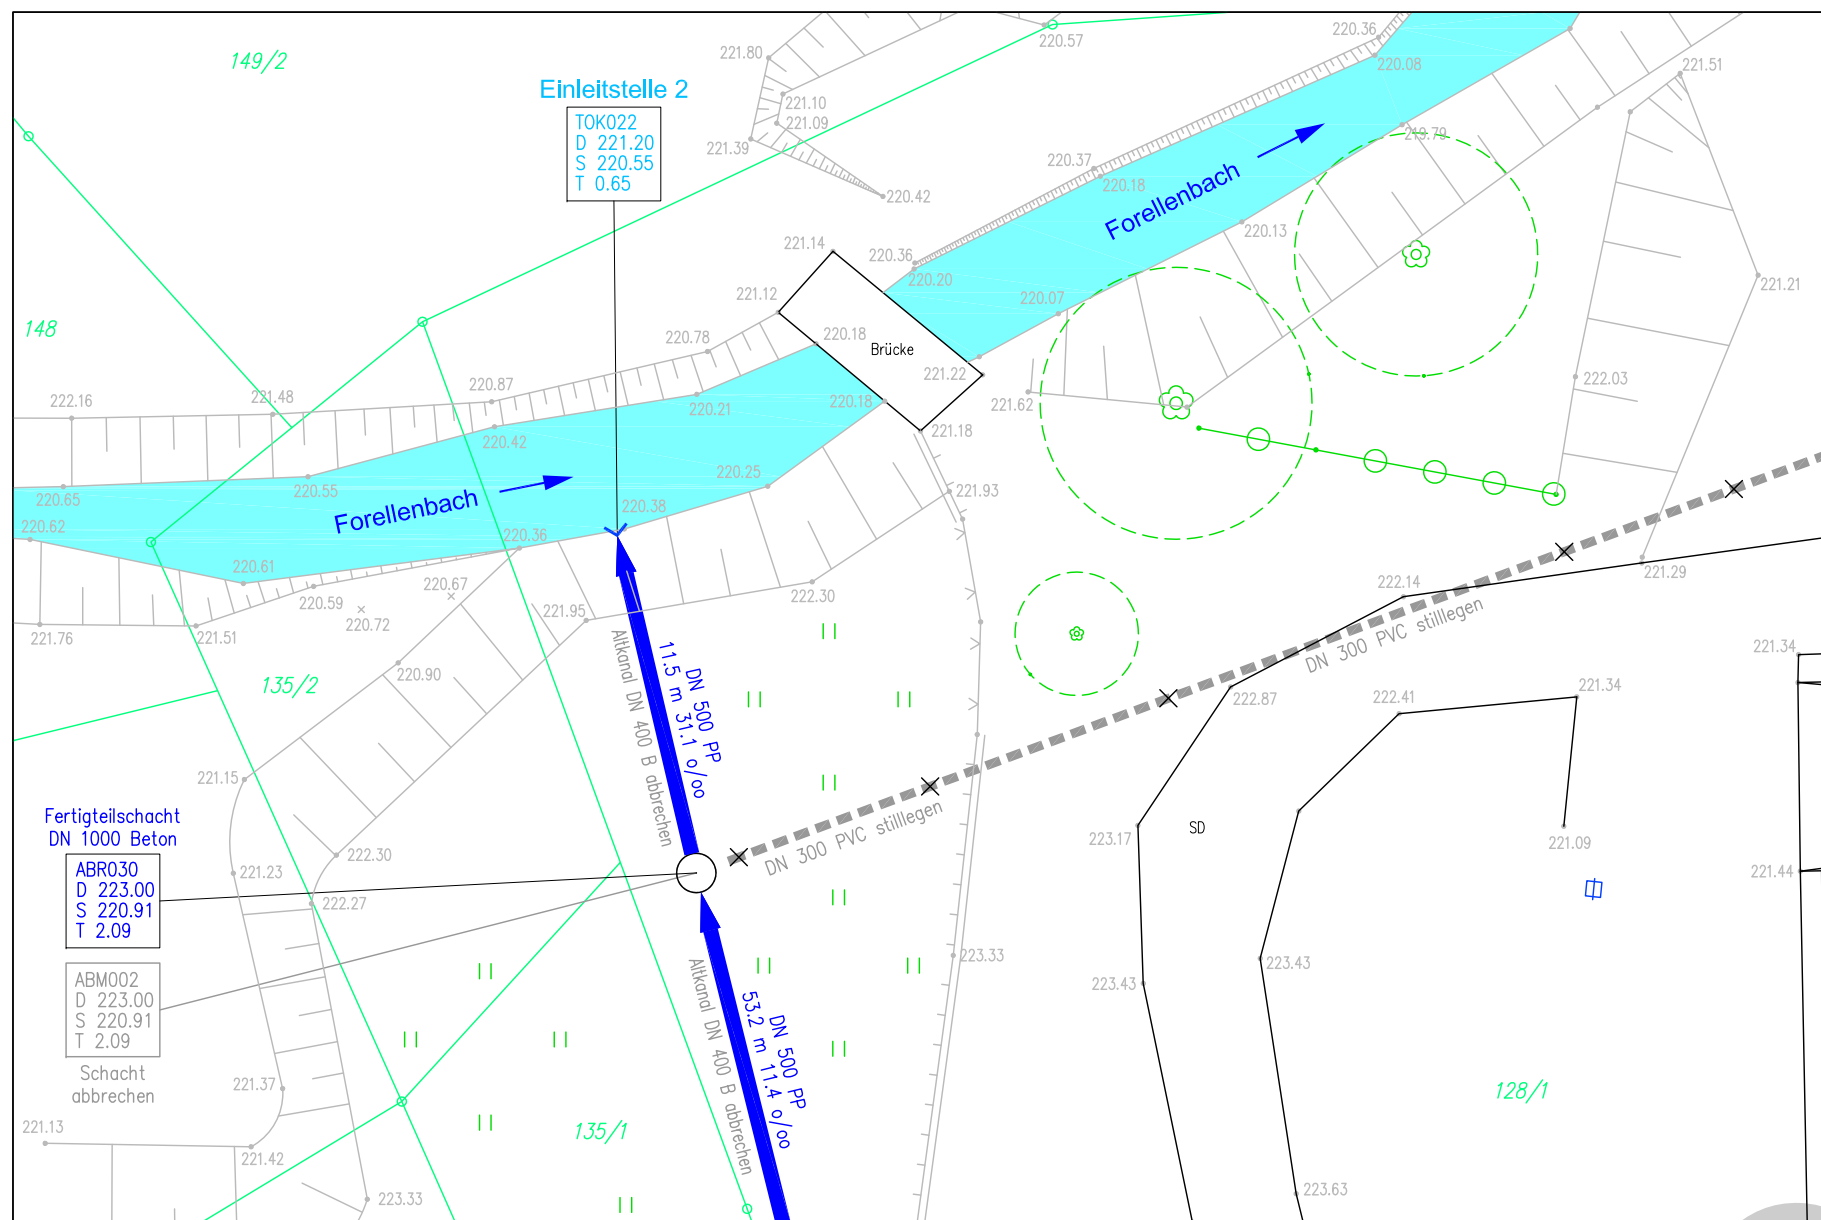 149/2
221.80
220.57
220.36
220.08
221.51
Einleitstelle 2
TOK022
D 221.20
S 220.55
T 0.65
221.10
221.09
221.39
220.42
220.37
220.18
219.79
Forellenbach
220.13
148
221.14
220.36
220.20
221.12
220.07
221.21
220.78
220.18
Brücke
221.22
222.03
222.16
221.48
220.87
220.21
220.18
221.62
221.18
220.42
220.65
220.55
220.25
221.93
Forellenbach
220.62
220.38
220.36
220.61
220.59
220.67
220.72
221.76
221.51
221.95
222.30
222.14
221.29
DN 300 PVC stilllegen
221.34
135/2
220.90
Altkanal DN 400 B abbrechen
DN 500 PP
11.5 m 31.1 o/oo
222.87
222.41
221.34
221.15
Fertigteilschacht
DN 1000 Beton
ABR030
D 223.00
S 220.91
T 2.09
222.30
221.23
222.27
DN 300 PVC stilllegen
223.17
SD
221.09
221.44
ABM002
D 223.00
S 220.91
T 2.09
Schacht
abbrechen
223.33
223.43
223.43
Altkanal DN 400 B abbrechen
DN 500 PP
53.2 m 11.4 o/oo
221.37
221.13
221.42
223.33
135/1
128/1
223.63